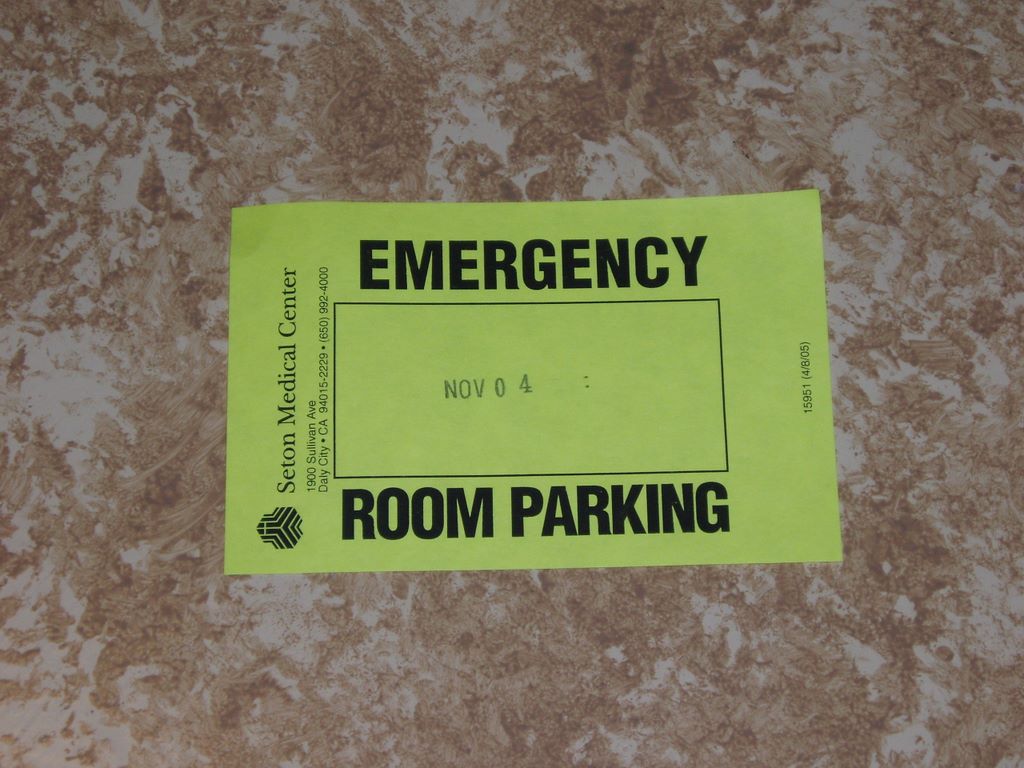 EMERGENCY
NOV 0 4
ROOM PARKING
Seton Medical Center
1900 Sullivan Ave
Daly City • CA 94015-2229 • (650) 992-4000
15951 (4/8/05)